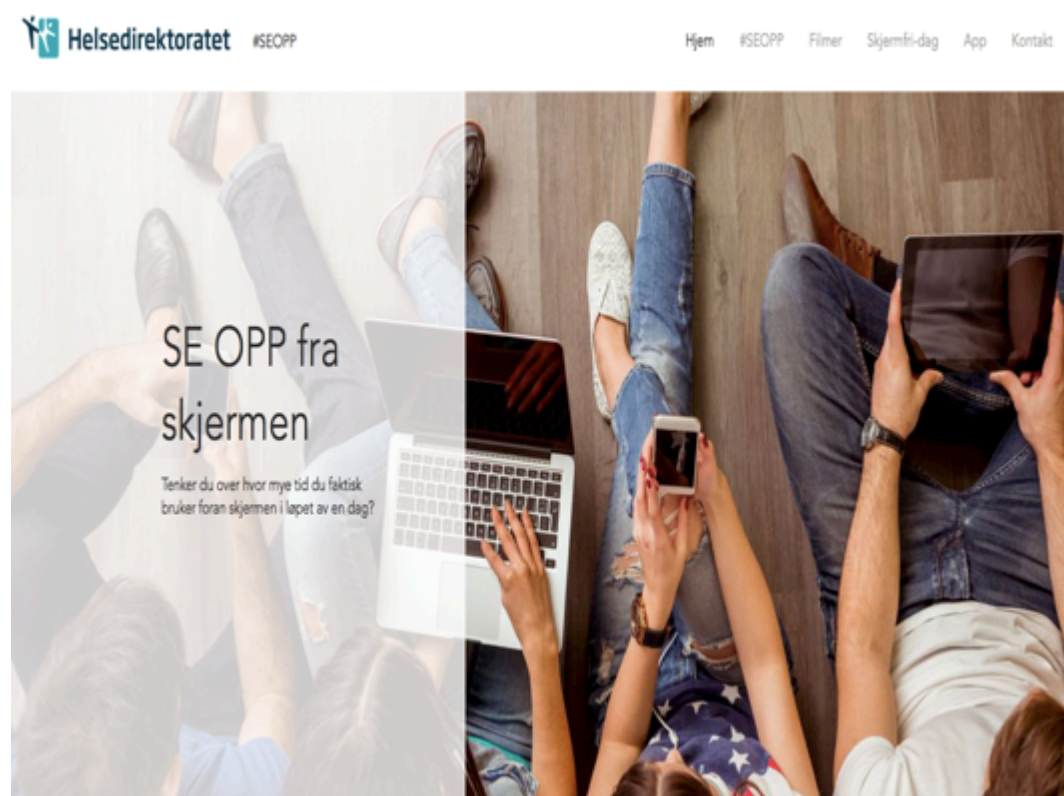 Helsedirektoratet #SEOPP
Hjem #SEOPP Filmer Skjermfri-dag App Kontakt
SE OPP fra
skjermen
Tenker du over hvor mye tid du faktisk
bruker foran skjermen i løpet av en dag?